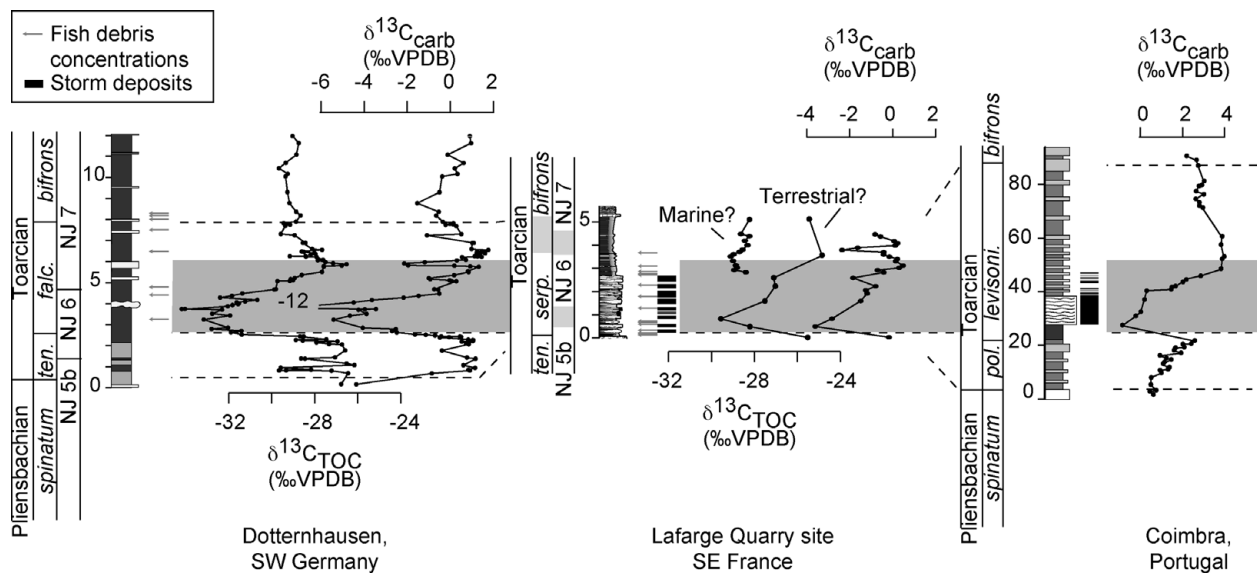 Fish debris
concentrations
Storm deposits
δ13Ccarb
(‰VPDB)
-6 -4 -2 0 2
Toarcian
Pliensbachian
bifrons
falc.
ten.
spinatum
NJ 7
NJ 6
NJ 5b
10
5
0
-12
-32 -28 -24
δ13CTOC
(‰VPDB)
Dotternhausen,
SW Germany
δ13Ccarb
(‰VPDB)
-4 -2 0 2
Toarcian
bifrons
serp.
ten.
NJ 7
NJ 6
NJ 5b
5
0
Marine?
Terrestrial?
-32 -28 -24
δ13CTOC
(‰VPDB)
Lafarge Quarry site
SE France
δ13Ccarb
(‰VPDB)
0 2 4
Toarcian
Pliensbachian
bifrons
levisoni.
pol.
spinatum
80
60
40
20
0
Coimbra,
Portugal